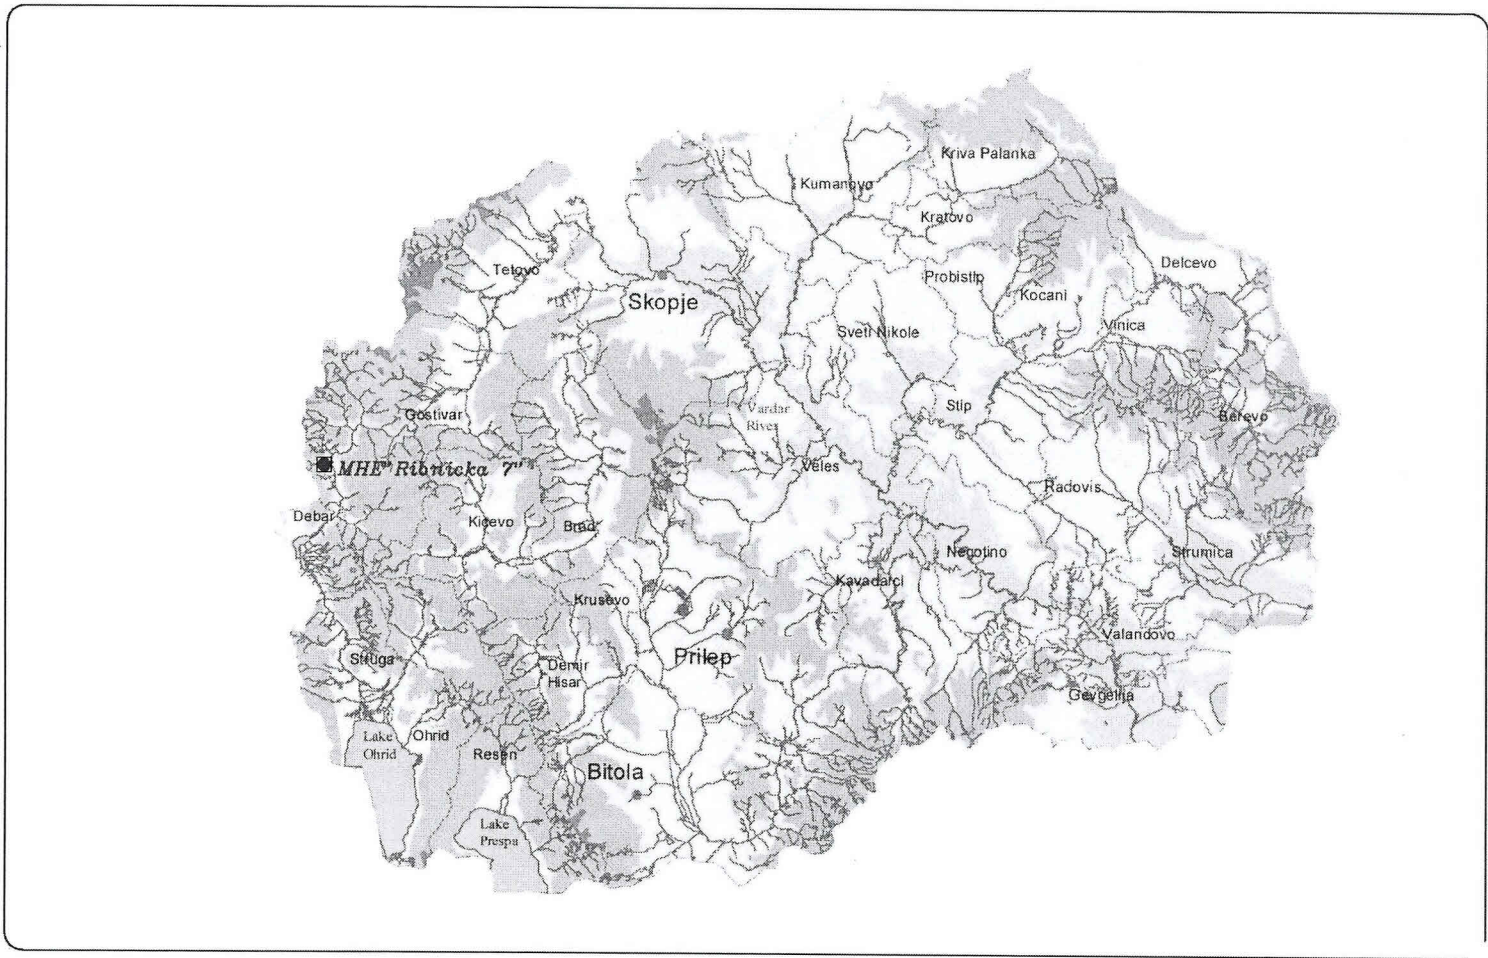 Kriva Palanka
Kumanovo
Kratovo
Delcevo
Tetovo
Probistip
Kocani
Skopje
Vinica
Sveti Nikole
Stip
Gostivar
Vardar
River
Berevo
MHE"Ribnicka 7"
Veles
Radovis
Debar
Kicevo
Brod
Negotino
Strumica
Kavadarci
Krusevo
Valandovo
Prilep
Struga
Demir
Hisar
Gevgelija
Lake
Ohrid
Ohrid
Resen
Bitola
Lake
Prespa